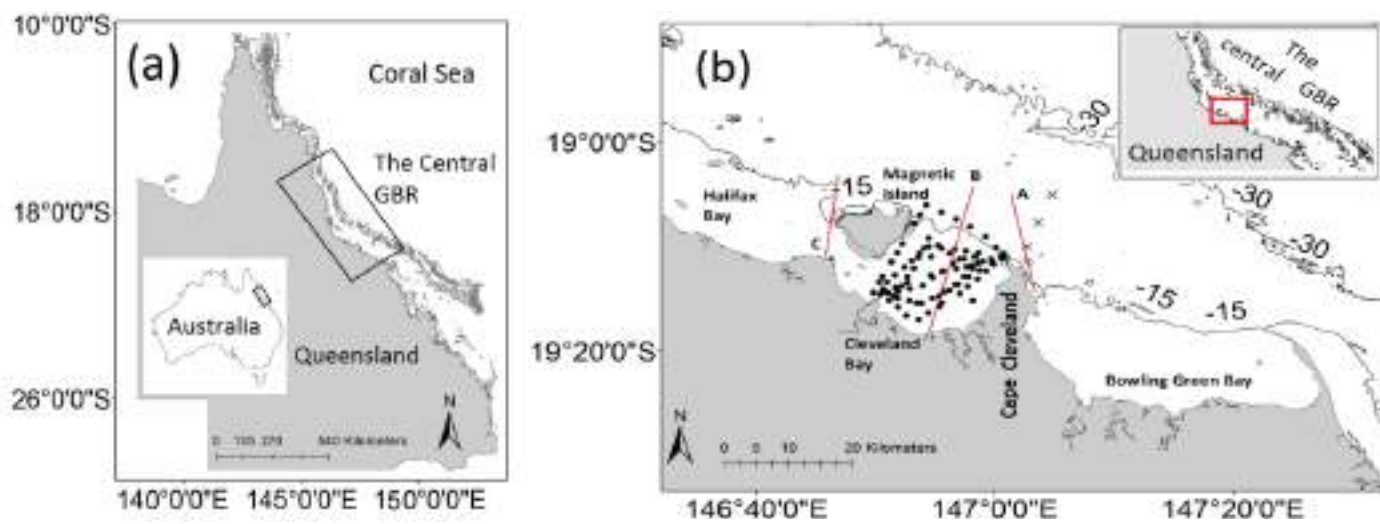 10°0'0"S
(a)
Coral Sea
The Central
GBR
18°0'0"S
Australia
Queensland
26°0'0"S
N
0
540 Kilometers
140°0'0"E
145°0'0"E
150°0'0"E
(b)
The
central GBR
Queensland
-30
19°0'0"S
Halifax
Bay
15
Magnetic
Island
B
A
C
-30
-30
-15
-15
19°20'0"S
Cleveland
Bay
Cape Cleveland
Bowling Green Bay
N
0 5 10 20 Kilometers
146°40'0"E
147°0'0"E
147°20'0"E